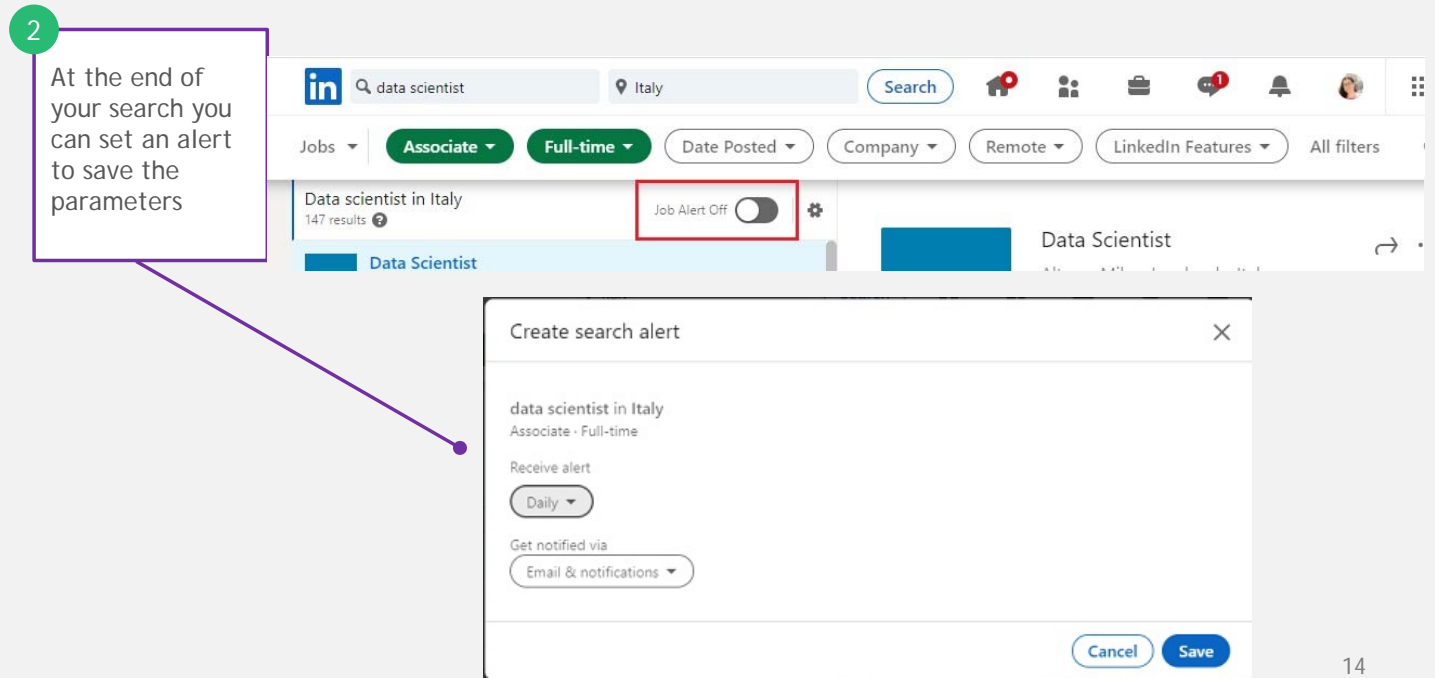 2
At the end of
your search you
can set an alert
to save the
parameters
in data scientist Italy Search 1
Jobs Associate Full-time Date Posted Company Remote LinkedIn Features All filters
Data scientist in Italy
147 results ?
Job Alert Off
Data Scientist
Data Scientist
Create search alert
data scientist in Italy
Associate · Full-time
Receive alert
Daily
Get notified via
Email & notifications
Cancel Save
14